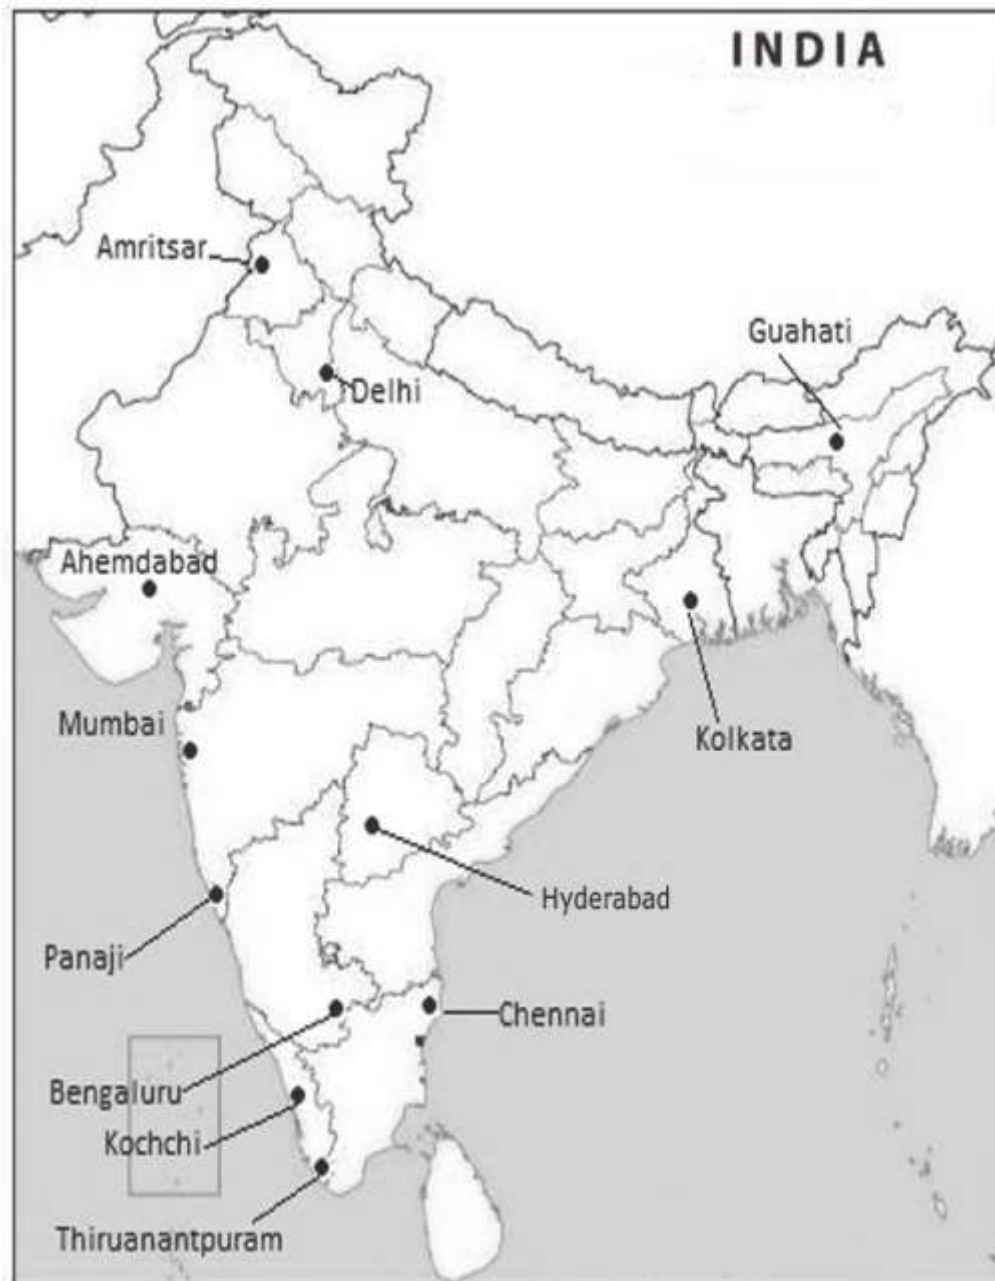 INDIA
Amritsar
Guahati
Delhi
Ahemdabad
Mumbai
Kolkata
Hyderabad
Panaji
Chennai
Bengaluru
Kochchi
Thiruanantpuram